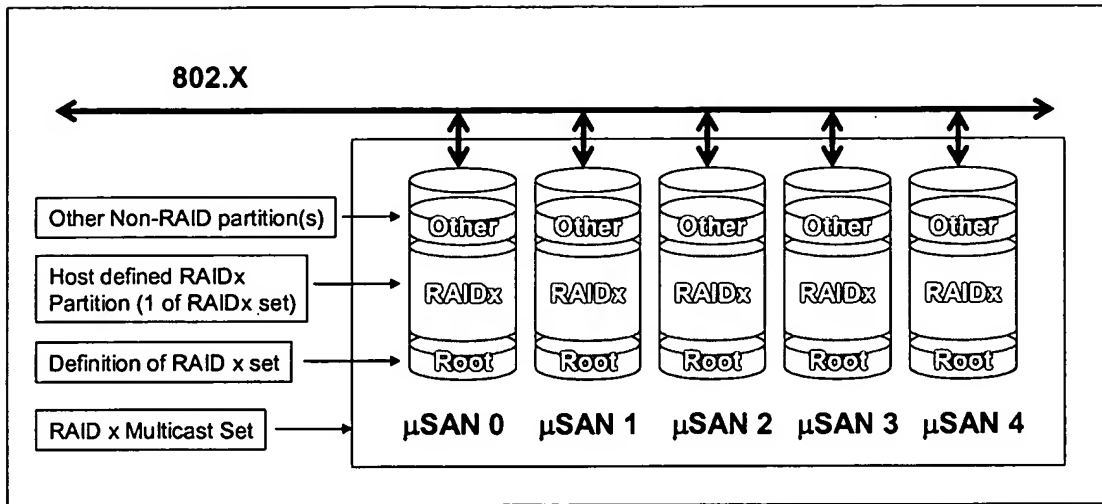 802.X
Other Non-RAID partition(s)
Other Other Other Other Other
Host defined RAIDx
Partition (1 of RAIDx set)
RAIDx RAIDx RAIDx RAIDx RAIDx
Definition of RAID x set
Root Root Root Root Root
RAID x Multicast Set
μSAN 0 μSAN 1 μSAN 2 μSAN 3 μSAN 4